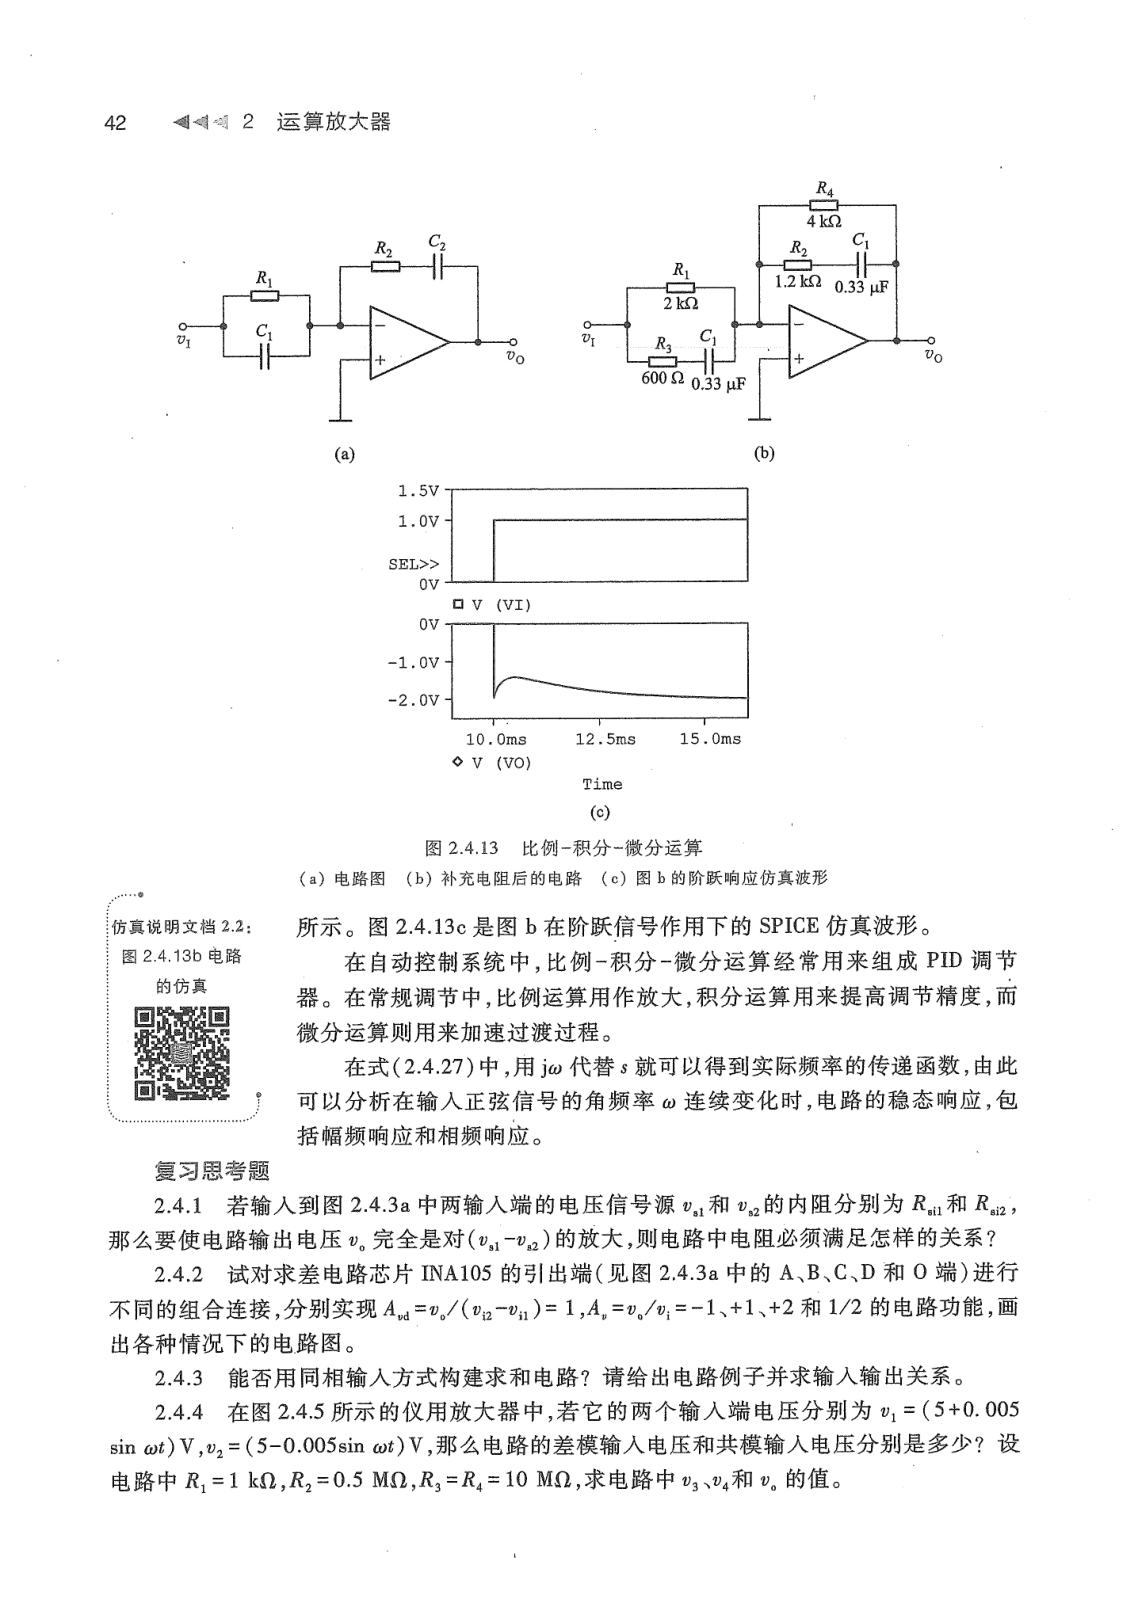 42 2 运算放大器
R₄
4 kΩ
R₂ C₂
R₂ C₁
1.2 kΩ 0.33 μF
R₁
R₁
2 kΩ
C₁
vI
vO
vI
R₃ C₁
600 Ω 0.33 μF
vO
(a)
(b)
1.5V
1.0V
SEL>>
0V
V (VI)
0V
-1.0V
-2.0V
10.0ms 12.5ms 15.0ms
V (VO)
Time
(c)
图 2.4.13 比例-积分-微分运算
(a) 电路图 (b) 补充电阻后的电路 (c) 图 b 的阶跃响应仿真波形
仿真说明文档 2.2:
图 2.4.13b 电路
的仿真
所示。图 2.4.13c 是图 b 在阶跃信号作用下的 SPICE 仿真波形。
在自动控制系统中,比例-积分-微分运算经常用来组成 PID 调节
器。在常规调节中,比例运算用作放大,积分运算用来提高调节精度,而
微分运算则用来加速过渡过程。
在式(2.4.27)中,用 jω 代替 s 就可以得到实际频率的传递函数,由此
可以分析在输入正弦信号的角频率 ω 连续变化时,电路的稳态响应,包
括幅频响应和相频响应。
复习思考题
2.4.1 若输入到图 2.4.3a 中两输入端的电压信号源 vs1 和 vs2 的内阻分别为 Rsi1 和 Rsi2,
那么要使电路输出电压 vo 完全是对(vs1-vs2)的放大,则电路中电阻必须满足怎样的关系?
2.4.2 试对求差电路芯片 INA105 的引出端(见图 2.4.3a 中的 A、B、C、D 和 O 端)进行
不同的组合连接,分别实现 Avd=vo/(vi2-vi1)=1,Av=vo/vi=-1、+1、+2 和 1/2 的电路功能,画
出各种情况下的电路图。
2.4.3 能否用同相输入方式构建求和电路? 请给出电路例子并求输入输出关系。
2.4.4 在图 2.4.5 所示的仪用放大器中,若它的两个输入端电压分别为 v₁=(5+0.005
sin ωt)V,v₂=(5-0.005sin ωt)V,那么电路的差模输入电压和共模输入电压分别是多少? 设
电路中 R₁=1 kΩ,R₂=0.5 MΩ,R₃=R₄=10 MΩ,求电路中 v₃、v₄和 vo 的值。